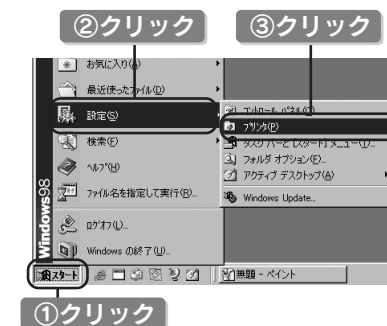 ②クリック
③クリック
お気に入り(A)
最近使ったファイル(D)
設定(S)
コントロール パネル(C)
プリンタ(P)
検索(F)
タスク バーと [スタート] メニュー(T)...
フォルダ オプション(F)...
ヘルプ(H)
アクティブ デスクトップ(A)
ファイル名を指定して実行(R)...
Windows Update...
ログオフ(L)...
Windows の終了(U)...
Windows98
スタート
無題 - ペイント
①クリック